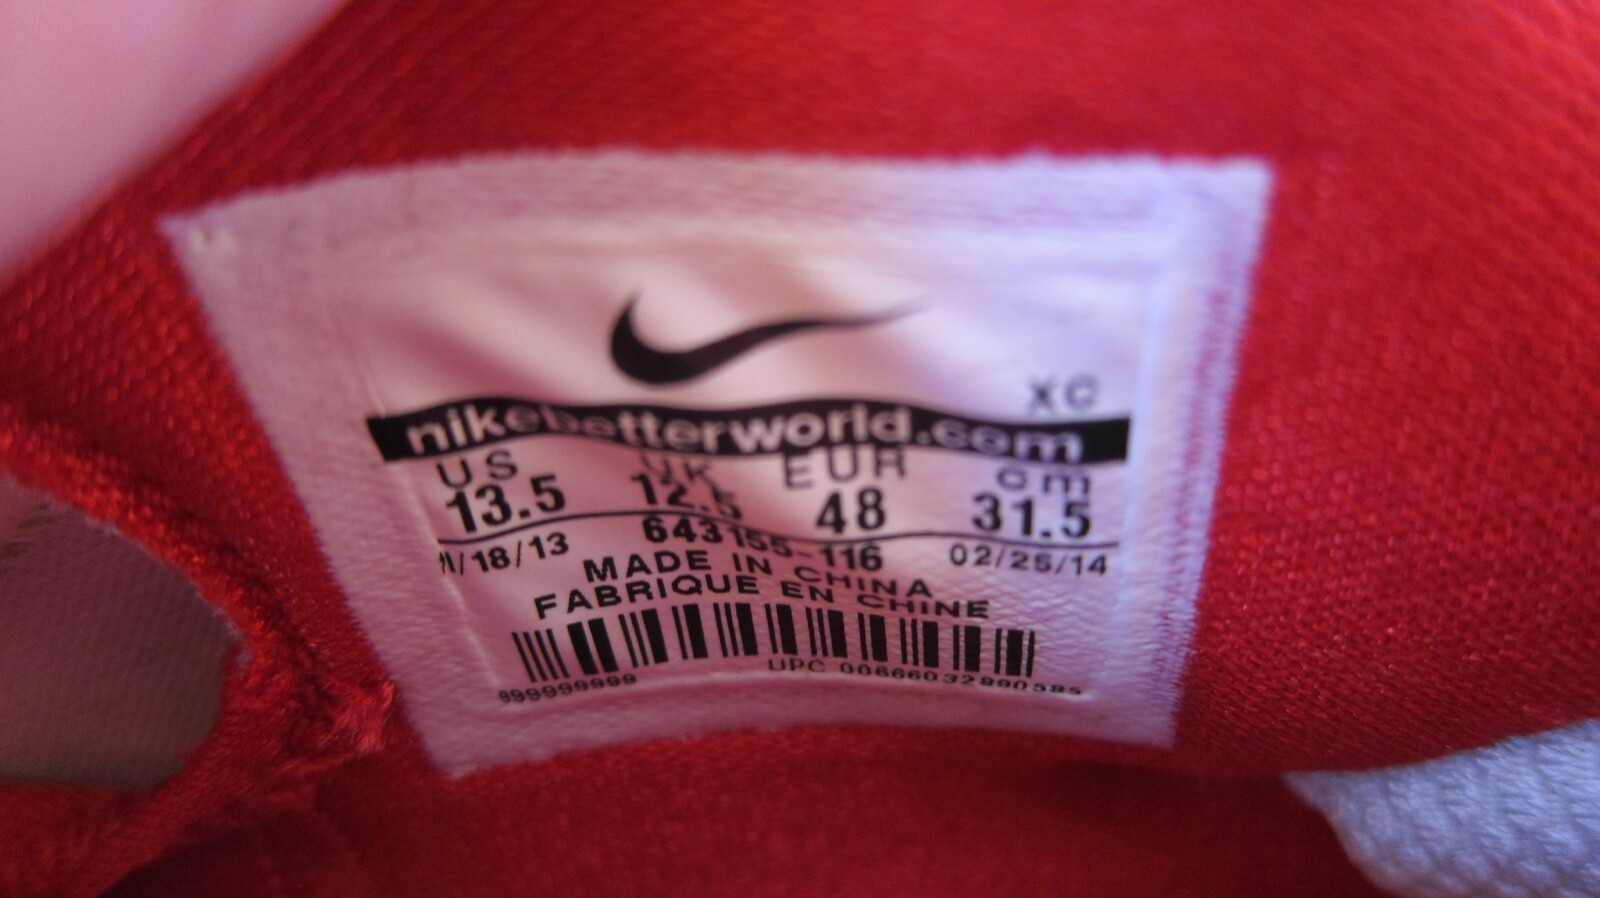 XC
nikebetterworld.com
US UK EUR cm
13.5 12.5 48 31.5
643155-116
/18/13 02/25/14
MADE IN CHINA
FABRIQUE EN CHINE
UPC 00666032880585
999999999